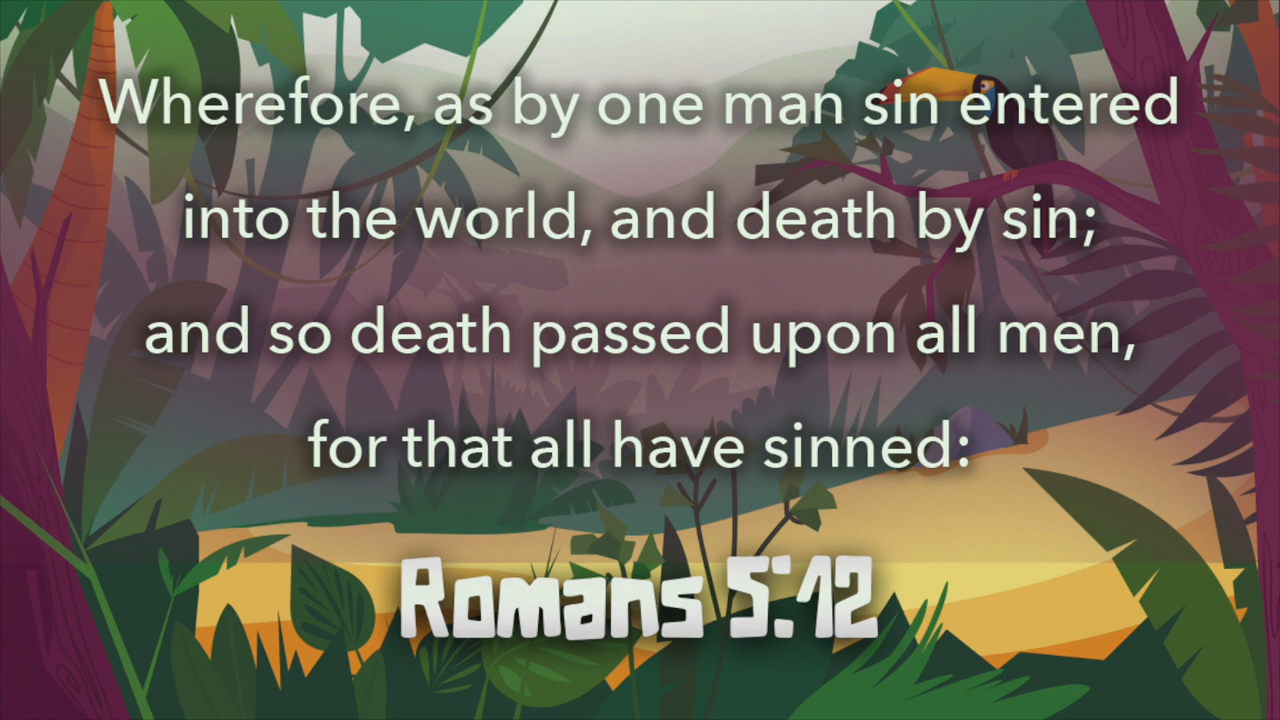 Wherefore, as by one man sin entered
into the world, and death by sin;
and so death passed upon all men,
for that all have sinned:
Romans 5:12